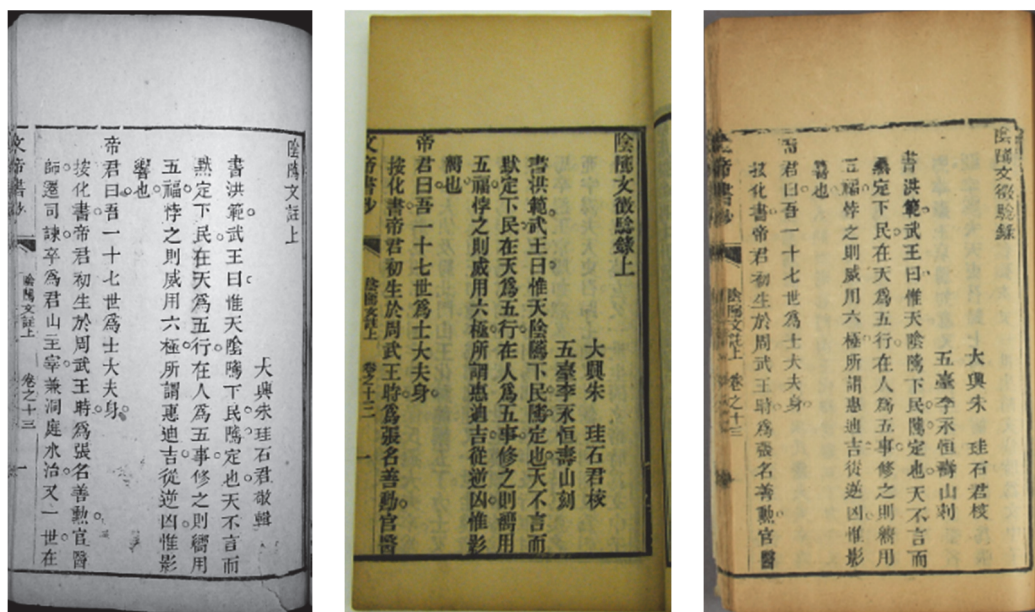 陰隲文註上
大興朱珪石君敬輯
書洪範武王曰惟天陰隲下民隲定也天不言而
默定下民在天爲五行在人爲五事修之則嚮用
五福悖之則威用六極所謂惠迪吉從逆凶惟影
響也
帝君曰吾一十七世爲士大夫身
按化書帝君初生於周武王時爲張名善勳官醫
師遷司諫卒爲君山主宰兼洞庭水治又一世在
文帝書鈔
陰隲文註上
卷之十三
一
陰隲文徵驗錄上
大興朱 珪石君校
五臺李永恒壽山刻
書洪範武王曰惟天陰隲下民隲定也天不言而
默定下民在天爲五行在人爲五事修之則嚮用
五福悖之則威用六極所謂惠迪吉從逆凶惟影
嚮也
帝君曰吾一十七世爲士大夫身
按化書帝君初生於周武王時爲張名善勳官醫
文帝書鈔
陰隲文註上
卷之十三
一
陰隲文徵驗錄
大興朱 珪石君校
五臺李永恒壽山刻
書洪範武王曰惟天陰隲下民隲定也天不言而
默定下民在天爲五行在人爲五事修之則嚮用
五福悖之則威用六極所謂惠迪吉從逆凶惟影
響也
帝君曰吾一十七世爲士大夫身
按化書帝君初生於周武王時爲張名善勳官醫
文帝書鈔
陰隲文註上
卷之十三